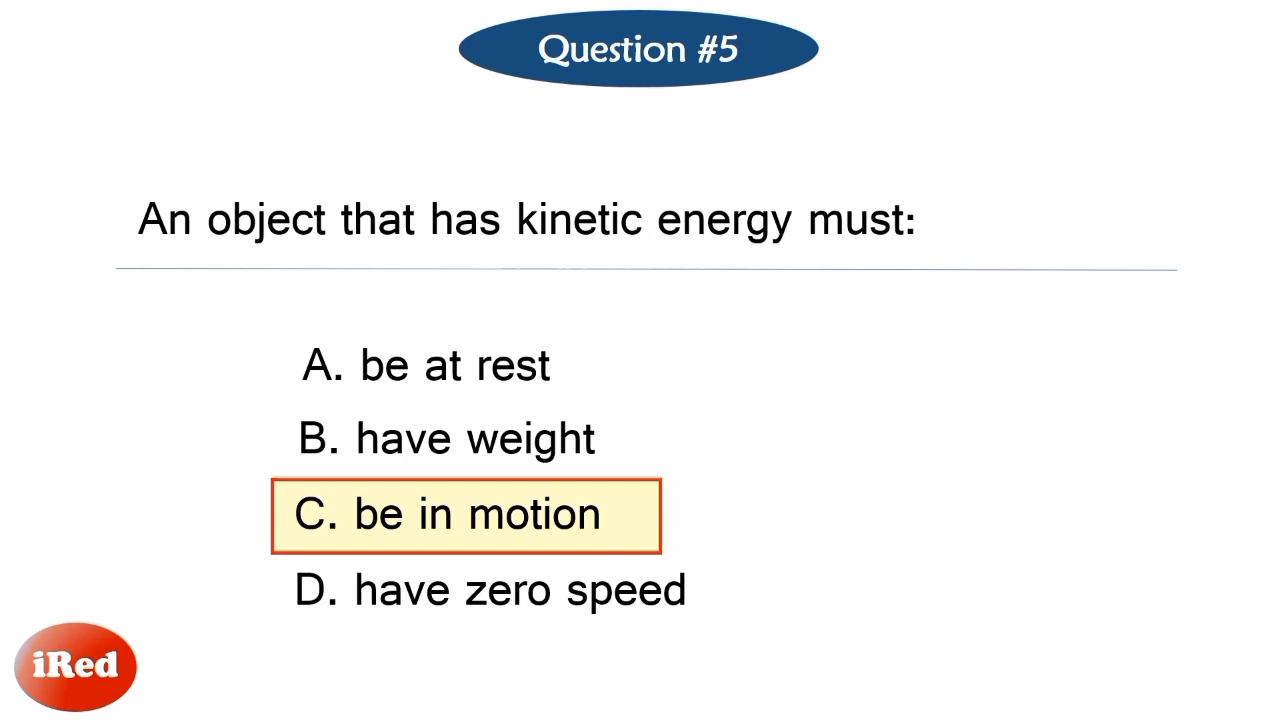 Question #5
An object that has kinetic energy must:
A. be at rest
B. have weight
C. be in motion
D. have zero speed
iRed